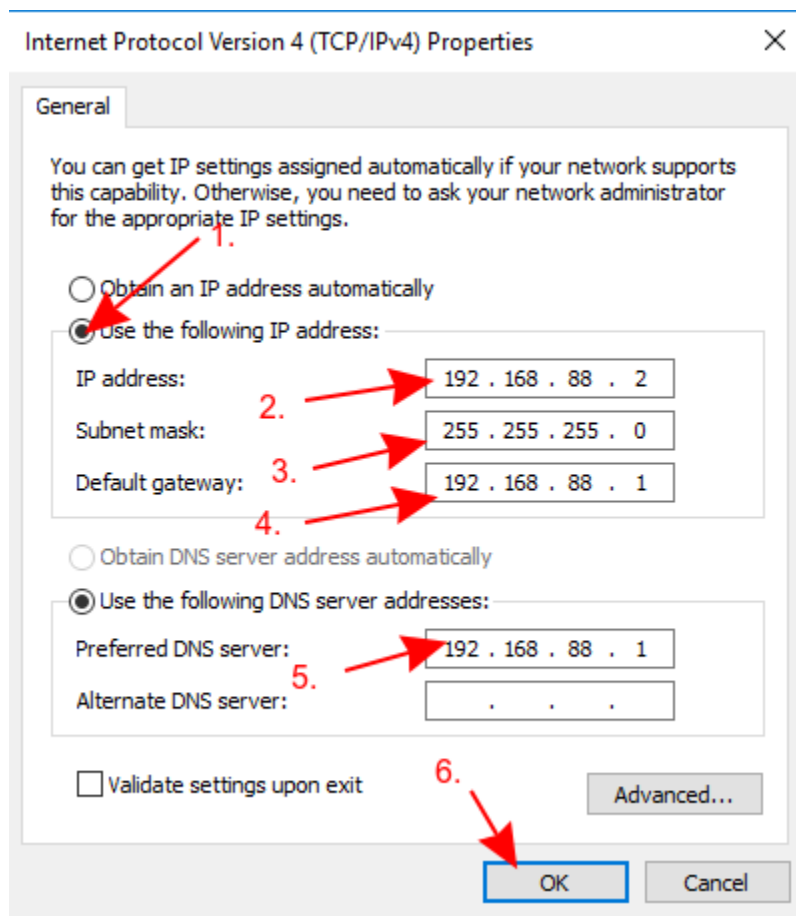 Internet Protocol Version 4 (TCP/IPv4) Properties
General
You can get IP settings assigned automatically if your network supports
this capability. Otherwise, you need to ask your network administrator
for the appropriate IP settings.
1.
Obtain an IP address automatically
Use the following IP address:
IP address:
192 . 168 . 88 . 2
2.
Subnet mask:
255 . 255 . 255 . 0
3.
Default gateway:
192 . 168 . 88 . 1
4.
Obtain DNS server address automatically
Use the following DNS server addresses:
Preferred DNS server:
192 . 168 . 88 . 1
5.
Alternate DNS server:
. . .
Validate settings upon exit
6.
Advanced...
OK
Cancel